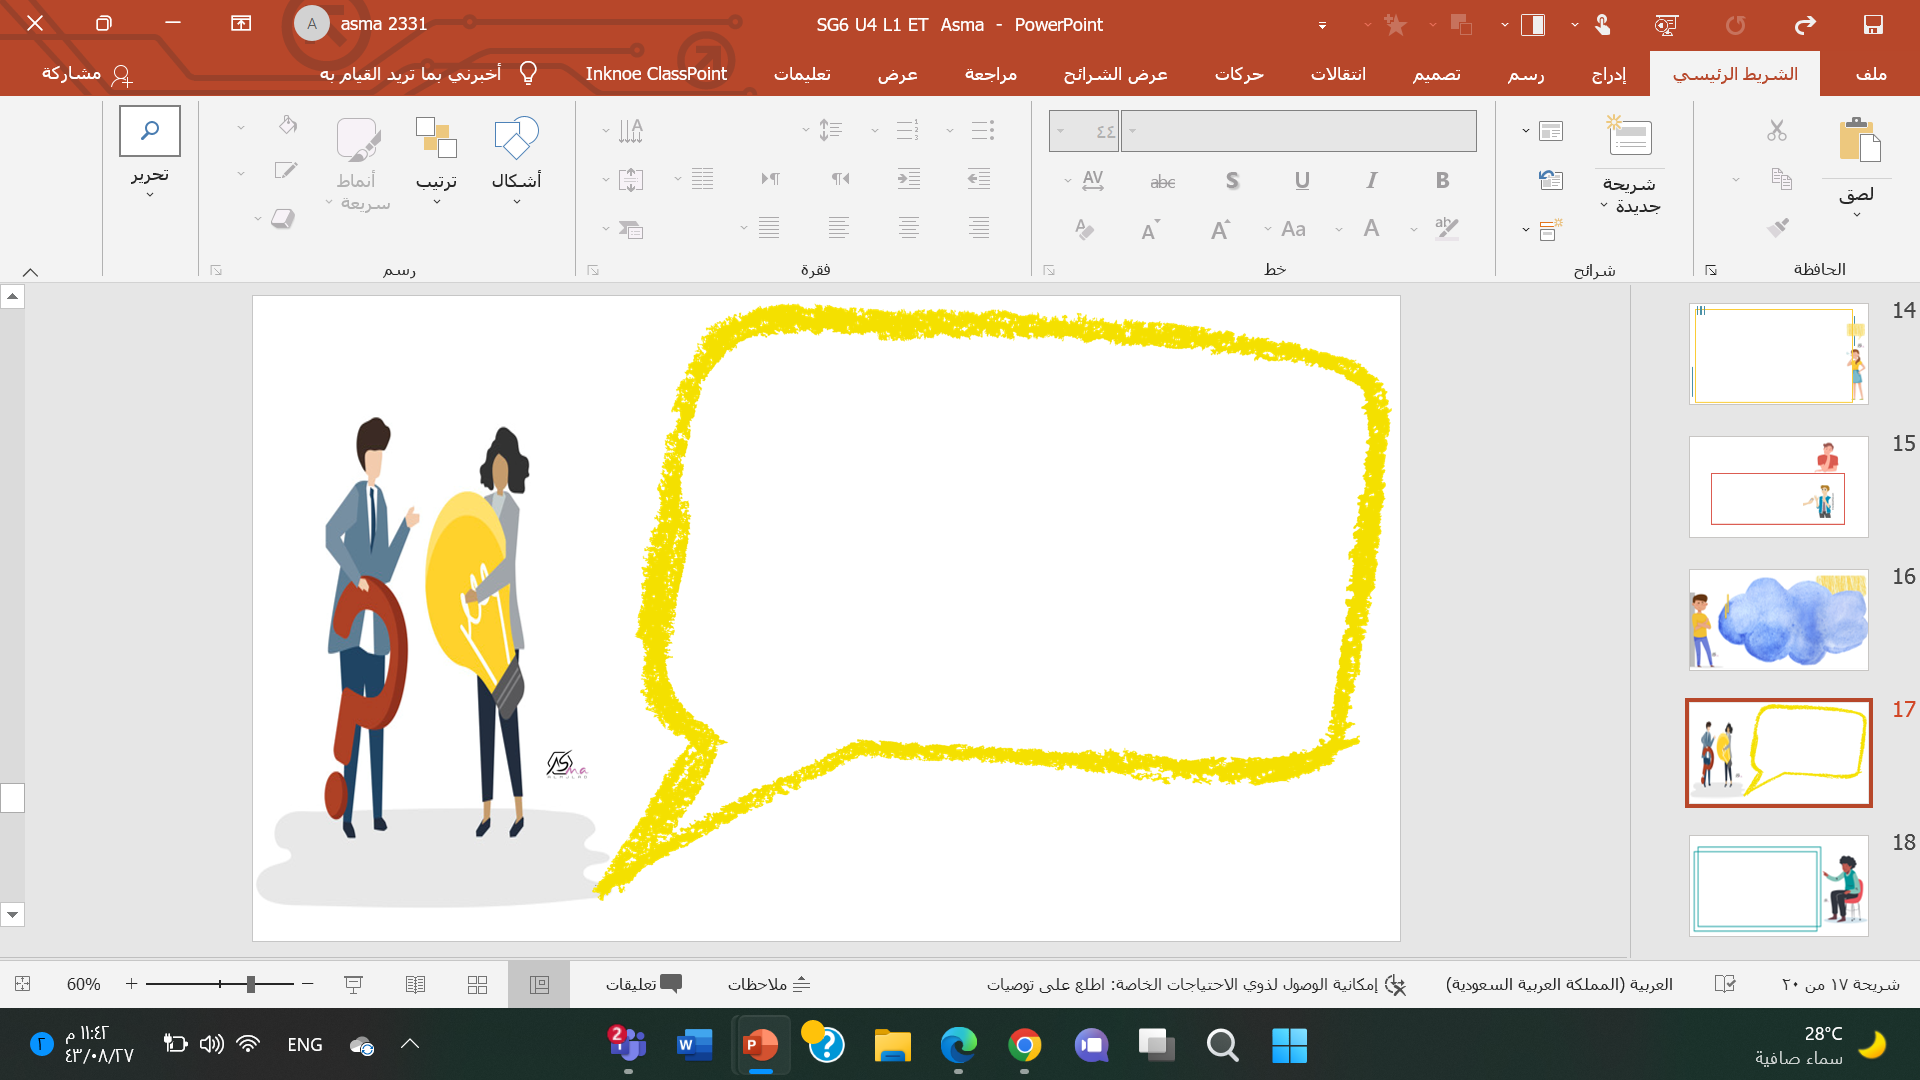 asma 2331
SG6 U4 L1 ET Asma - PowerPoint
ملف
الشريط الرئيسي
إدراج
رسم
تصميم
انتقالات
حركات
عرض الشرائح
مراجعة
عرض
تعليمات
Inknoe ClassPoint
أخبرني بما تريد القيام به
مشاركة
لصق
الحافظة
شريحة
جديدة
شرائح
٤٤
خط
فقرة
أشكال
ترتيب
أنماط
سريعة
رسم
تحرير
14
15
16
17
18
شريحة ١٧ من ٢٠
العربية (المملكة العربية السعودية)
إمكانية الوصول لذوي الاحتياجات الخاصة: اطلع على توصيات
ملاحظات
تعليقات
60%
28°C
سماء صافية
ENG
١١:٤٢ م
٤٣/٠٨/٢٧